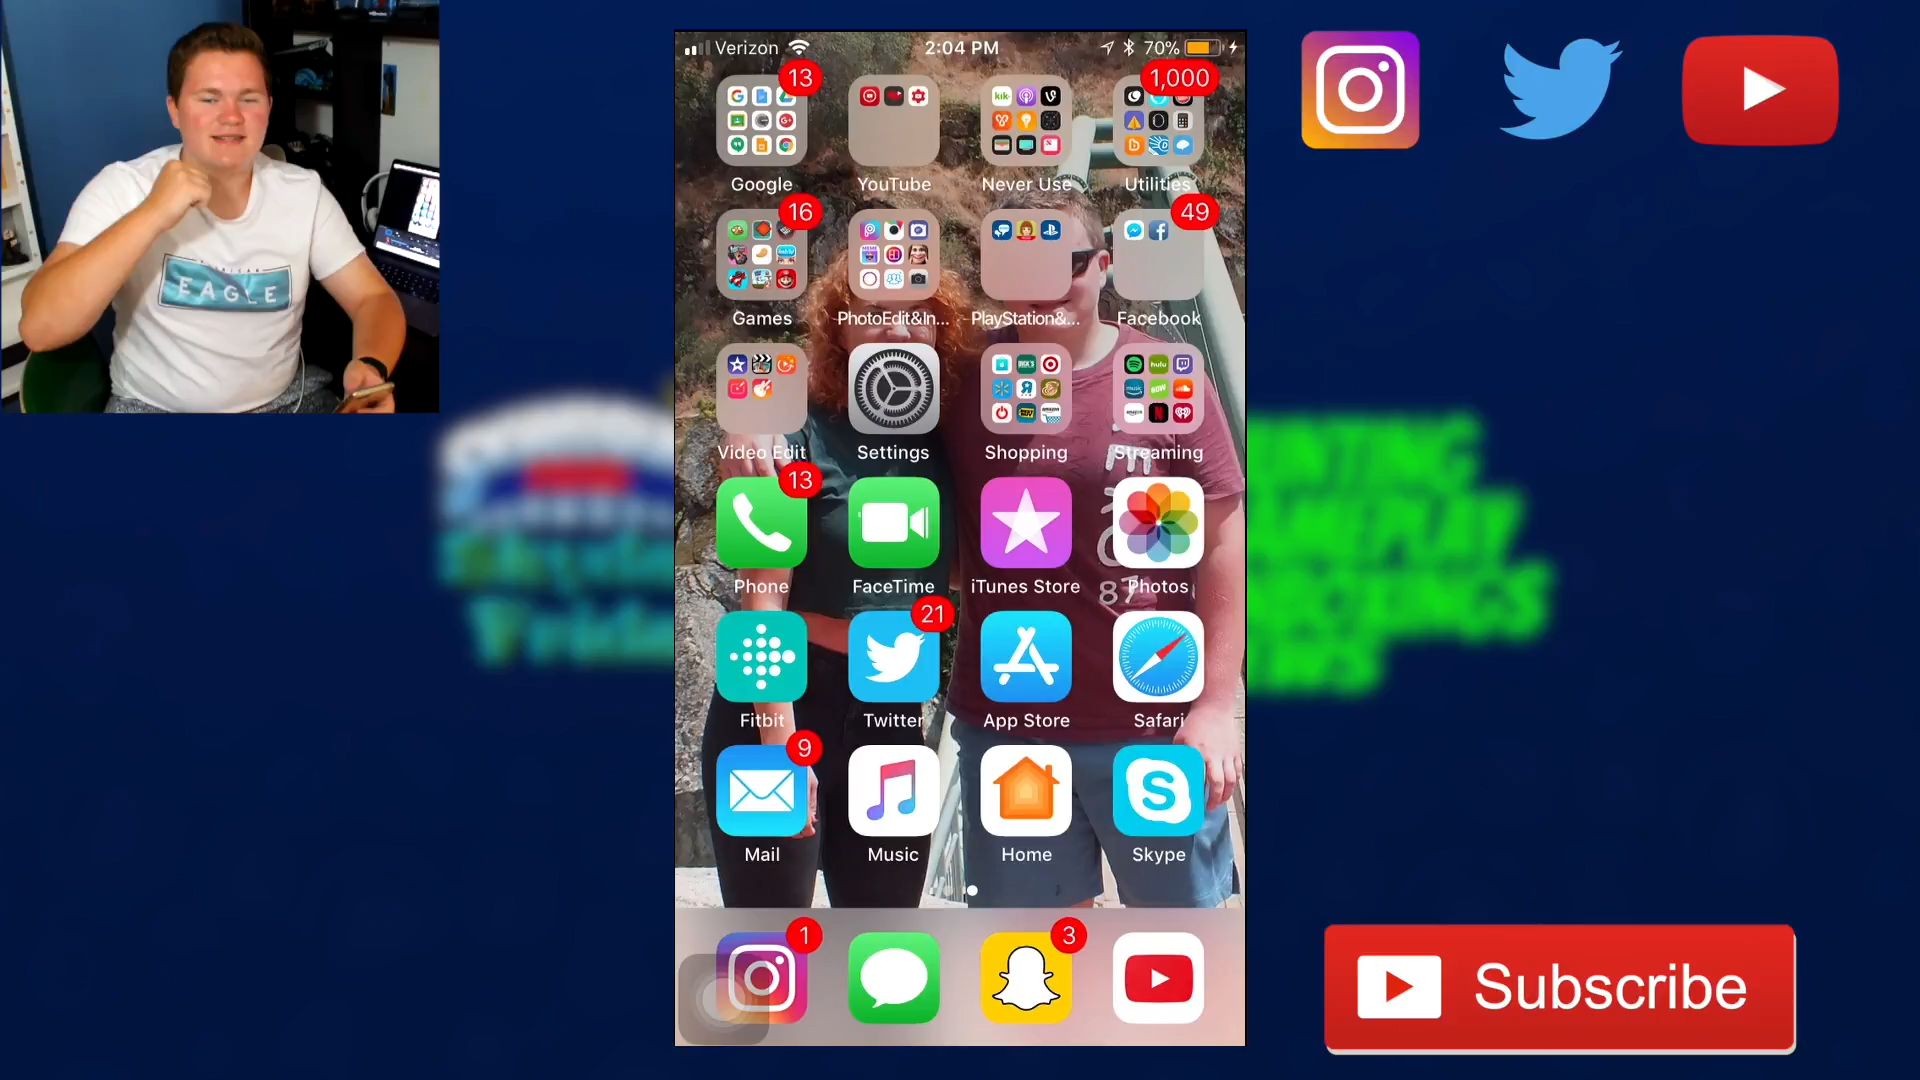 Verizon 2:04 PM 70%
13 1,000
Google YouTube Never Use Utilities
16 49
Games PhotoEdit&In... PlayStation&... Facebook
Video Edit Settings Shopping Streaming
13
Phone FaceTime iTunes Store Photos
21
Fitbit Twitter App Store Safari
9
Mail Music Home Skype
1 3
EAGLE
kik
hulu
Subscribe